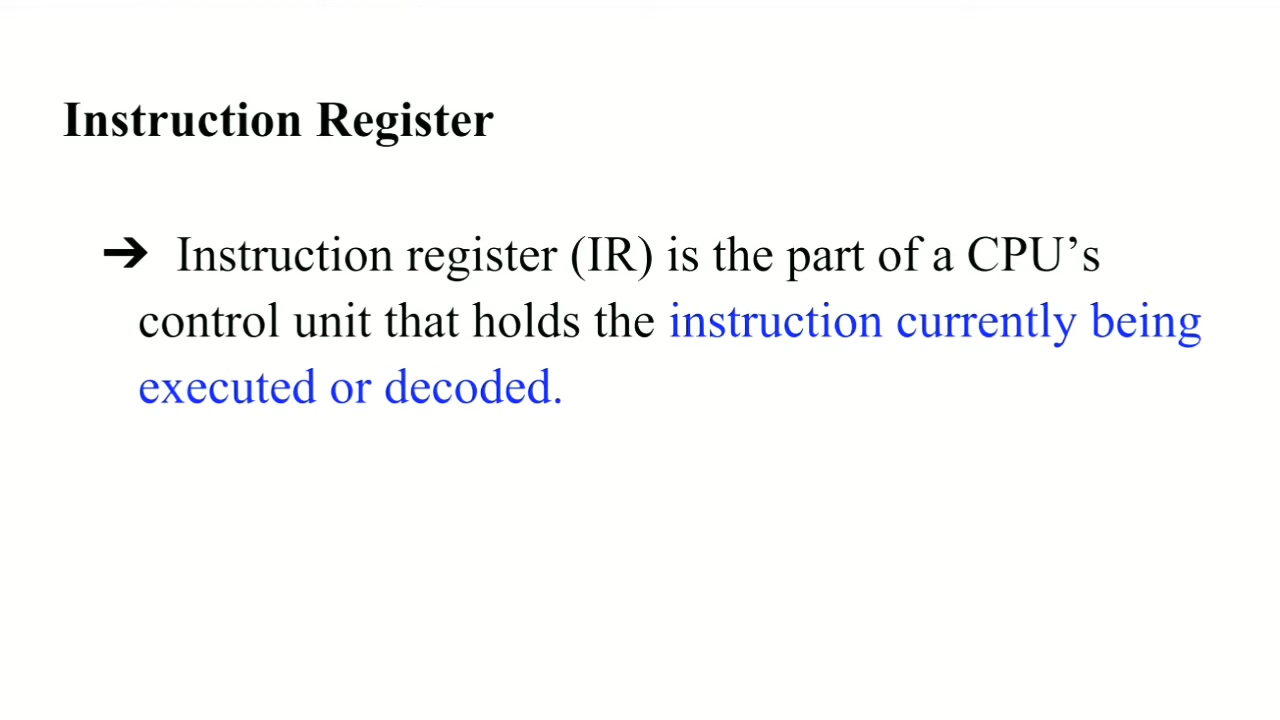 Instruction Register
➔ Instruction register (IR) is the part of a CPU’s
control unit that holds the instruction currently being
executed or decoded.